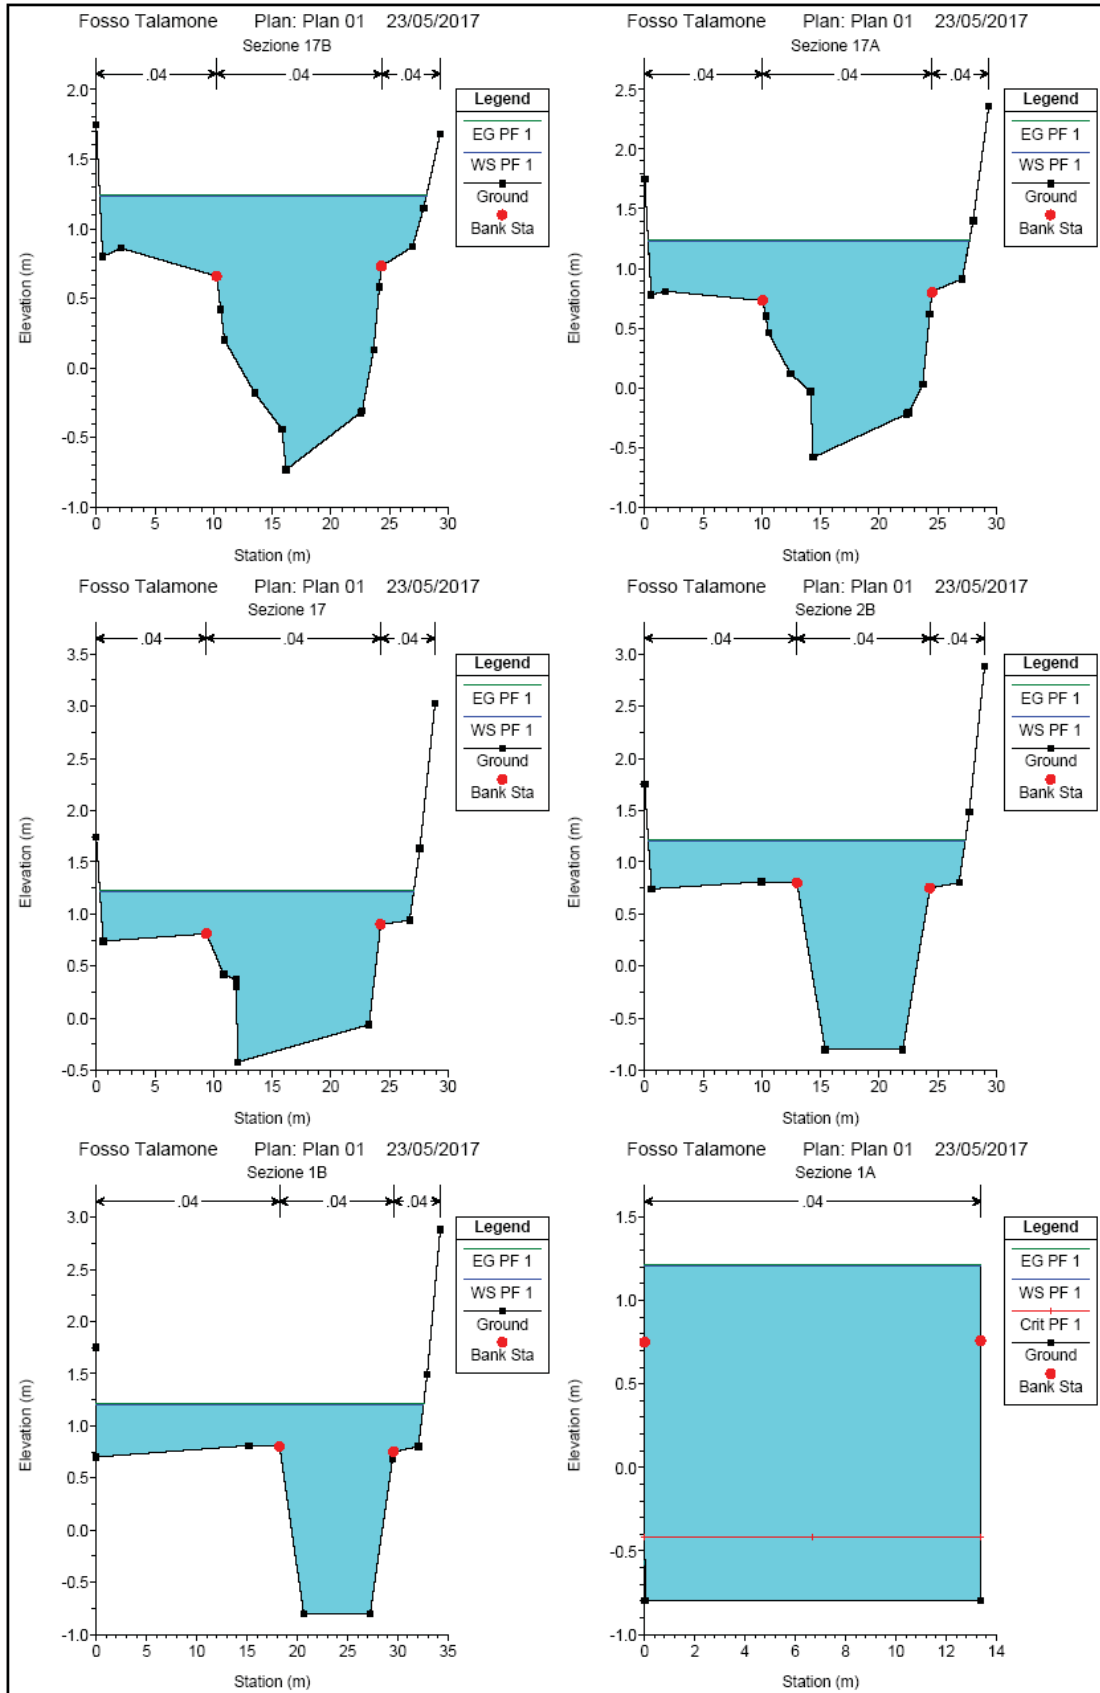 Fosso Talamone Plan: Plan 01 23/05/2017
Sezione 17B
.04 .04 .04
Legend
EG PF 1
WS PF 1
Ground
Bank Sta
Elevation (m)
2.0
1.5
1.0
0.5
0.0
-0.5
-1.0
0 5 10 15 20 25 30
Station (m)
Fosso Talamone Plan: Plan 01 23/05/2017
Sezione 17A
.04 .04 .04
Legend
EG PF 1
WS PF 1
Ground
Bank Sta
Elevation (m)
2.5
2.0
1.5
1.0
0.5
0.0
-0.5
-1.0
0 5 10 15 20 25 30
Station (m)
Fosso Talamone Plan: Plan 01 23/05/2017
Sezione 17
.04 .04 .04
Legend
EG PF 1
WS PF 1
Ground
Bank Sta
Elevation (m)
3.5
3.0
2.5
2.0
1.5
1.0
0.5
0.0
-0.5
0 5 10 15 20 25 30
Station (m)
Fosso Talamone Plan: Plan 01 23/05/2017
Sezione 2B
.04 .04 .04
Legend
EG PF 1
WS PF 1
Ground
Bank Sta
Elevation (m)
3.0
2.5
2.0
1.5
1.0
0.5
0.0
-0.5
-1.0
0 5 10 15 20 25 30
Station (m)
Fosso Talamone Plan: Plan 01 23/05/2017
Sezione 1B
.04 .04 .04
Legend
EG PF 1
WS PF 1
Ground
Bank Sta
Elevation (m)
3.0
2.5
2.0
1.5
1.0
0.5
0.0
-0.5
-1.0
0 5 10 15 20 25 30 35
Station (m)
Fosso Talamone Plan: Plan 01 23/05/2017
Sezione 1A
.04
Legend
EG PF 1
WS PF 1
Crit PF 1
Ground
Bank Sta
Elevation (m)
1.5
1.0
0.5
0.0
-0.5
-1.0
0 2 4 6 8 10 12 14
Station (m)